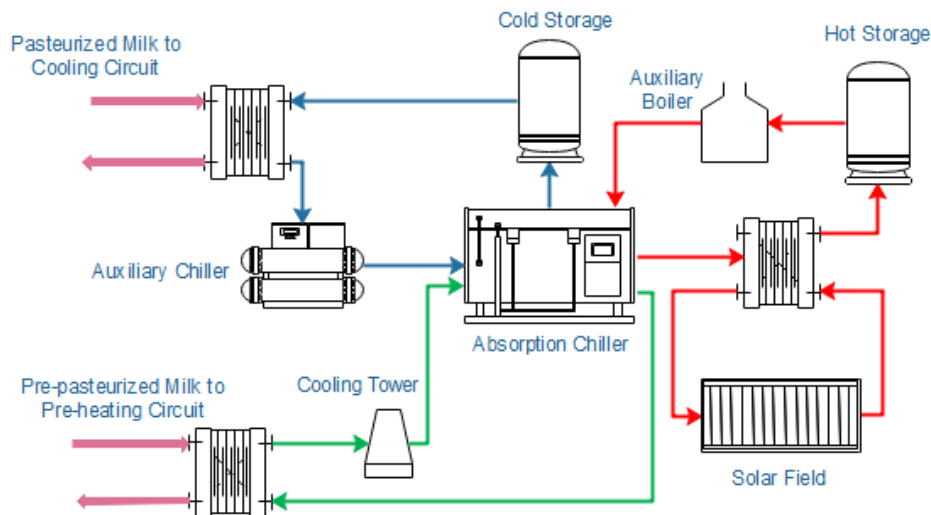 Cold Storage
Hot Storage
Pasteurized Milk to
Cooling Circuit
Auxiliary
Boiler
Auxiliary Chiller
Absorption Chiller
Pre-pasteurized Milk to
Pre-heating Circuit
Cooling Tower
Solar Field